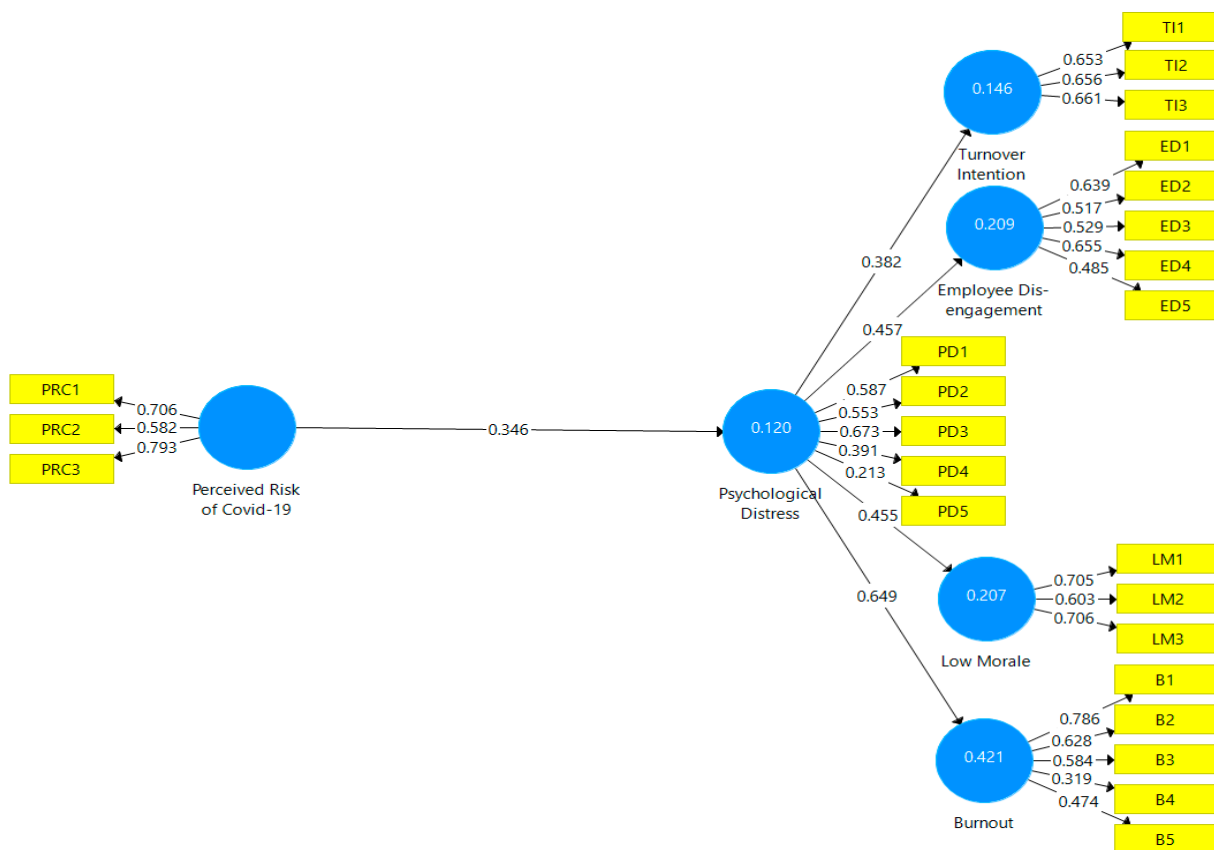 PRC1
PRC2
PRC3
0.706
0.582
0.793
Perceived Risk
of Covid-19
0.346
0.120
Psychological
Distress
0.587
0.553
0.673
0.391
0.213
PD1
PD2
PD3
PD4
PD5
0.382
0.457
0.455
0.649
0.146
Turnover
Intention
0.653
0.656
0.661
TI1
TI2
TI3
0.209
Employee Dis-
engagement
0.639
0.517
0.529
0.655
0.485
ED1
ED2
ED3
ED4
ED5
0.207
Low Morale
0.705
0.603
0.706
LM1
LM2
LM3
0.421
Burnout
0.786
0.628
0.584
0.319
0.474
B1
B2
B3
B4
B5